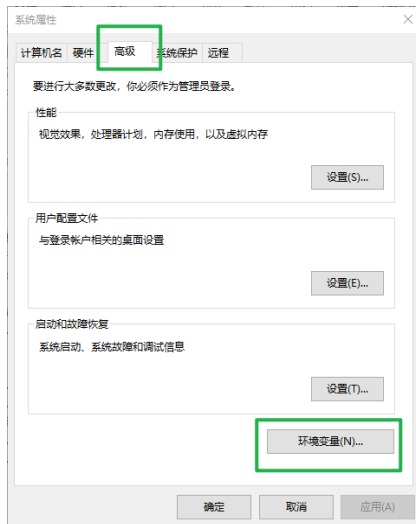 系统属性
计算机名 硬件 高级 系统保护 远程
要进行大多数更改，你必须作为管理员登录。
性能
视觉效果，处理器计划，内存使用，以及虚拟内存
设置(S)...
用户配置文件
与登录帐户相关的桌面设置
设置(E)...
启动和故障恢复
系统启动、系统故障和调试信息
设置(T)...
环境变量(N)...
确定 取消 应用(A)